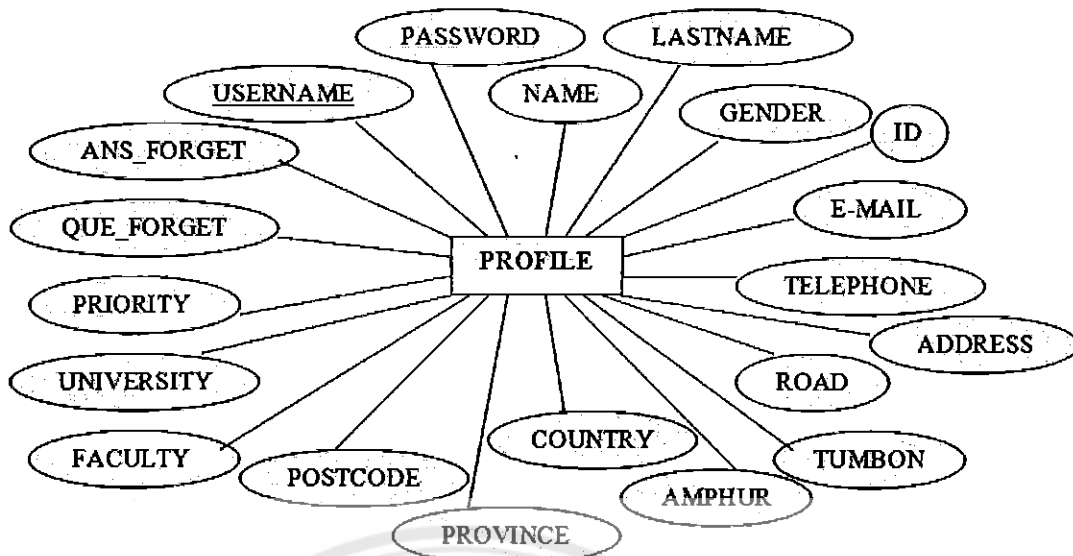 PASSWORD
LASTNAME
USERNAME
NAME
GENDER
ID
ANS_FORGET
E-MAIL
QUE_FORGET
PROFILE
TELEPHONE
PRIORITY
ADDRESS
UNIVERSITY
ROAD
COUNTRY
FACULTY
TUMBON
POSTCODE
AMPHUR
PROVINCE